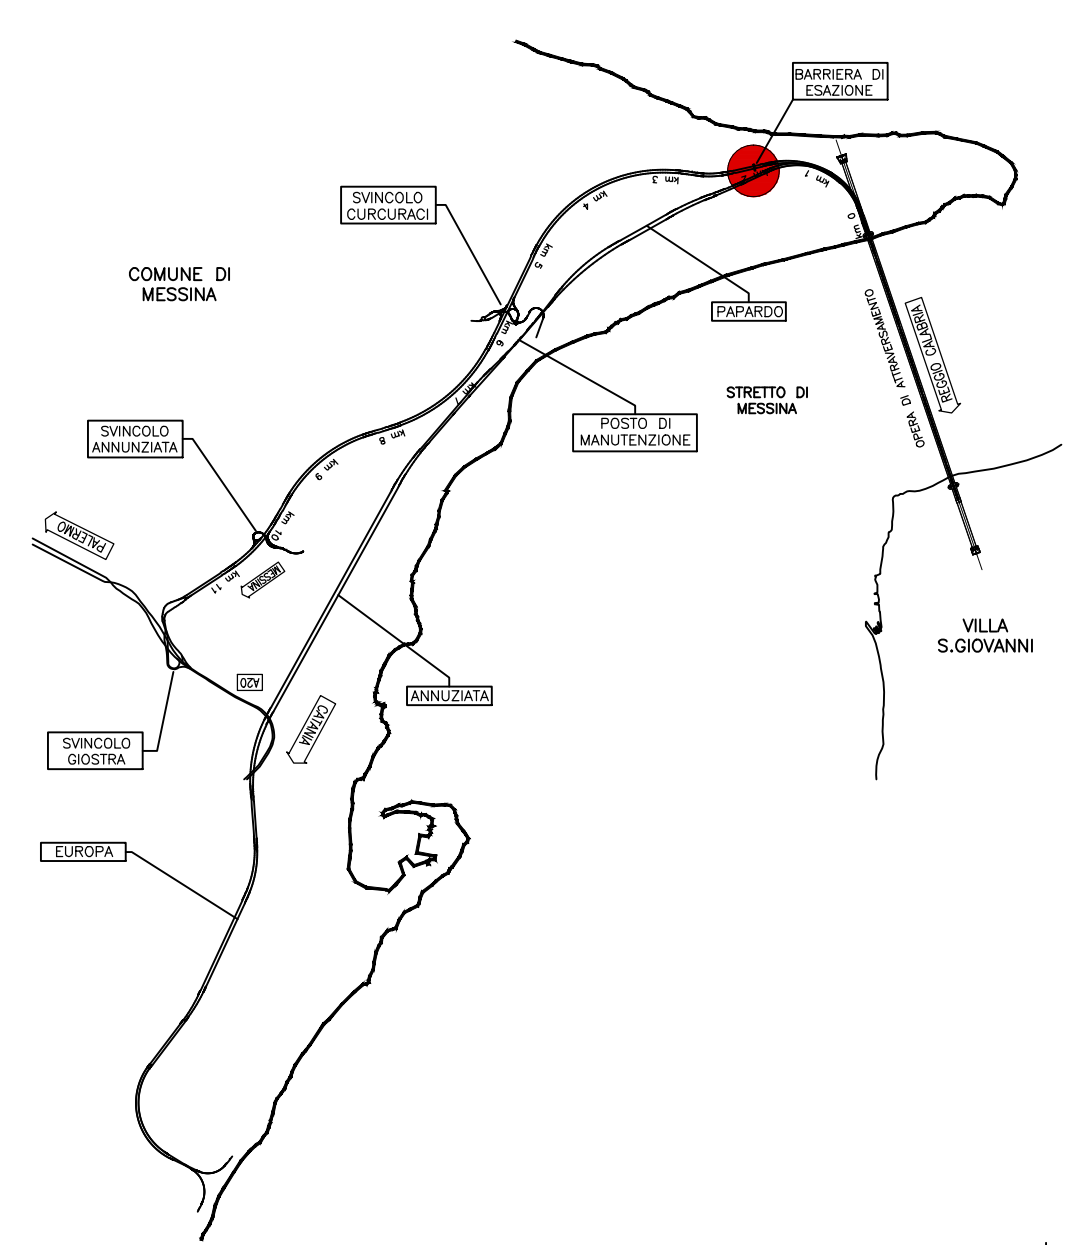 BARRIERA DI
ESAZIONE
km 1
km 2
km 3
km 4
SVINCOLO
CURCURACI
km 0
km 5
COMUNE DI
MESSINA
PAPARDO
OPERA DI ATTRAVERSAMENTO
REGGIO CALABRIA
km 6
STRETTO DI
MESSINA
km 7
POSTO DI
MANUTENZIONE
SVINCOLO
ANNUNZIATA
km 8
km 9
km 10
PALERMO
km 11
MESSINA
VILLA
S.GIOVANNI
A20
ANNUZIATA
CATANIA
SVINCOLO
GIOSTRA
EUROPA